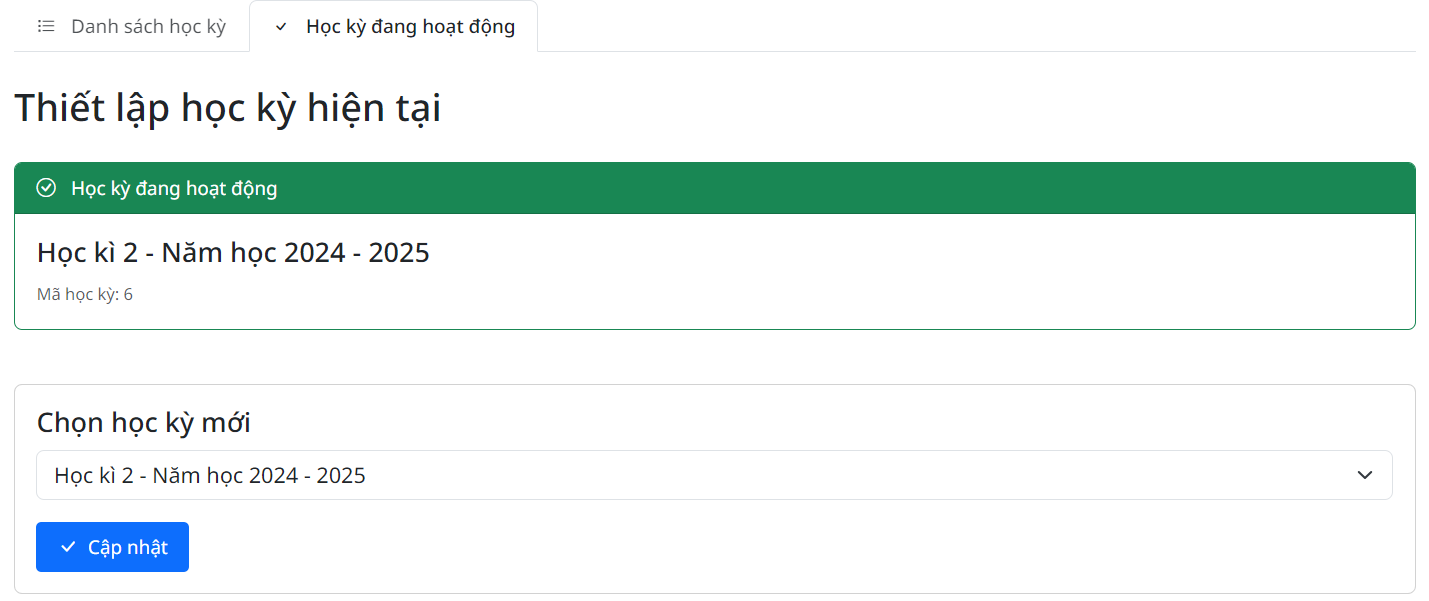 Danh sách học kỳ
Học kỳ đang hoạt động
Thiết lập học kỳ hiện tại
Học kỳ đang hoạt động
Học kì 2 - Năm học 2024 - 2025
Mã học kỳ: 6
Chọn học kỳ mới
Học kì 2 - Năm học 2024 - 2025
Cập nhật